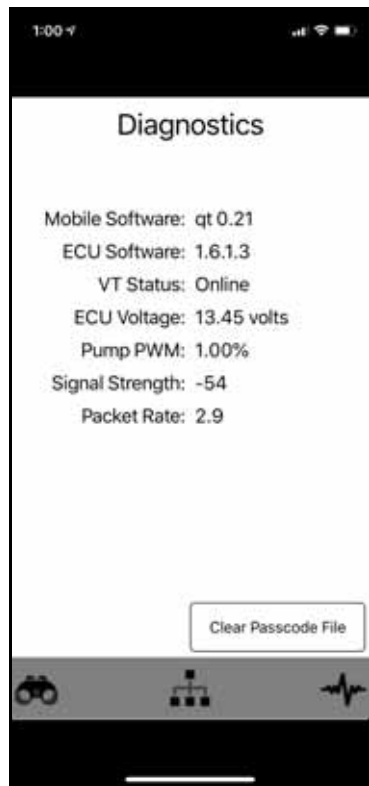 1:00
Diagnostics
Mobile Software: qt 0.21
ECU Software: 1.6.1.3
VT Status: Online
ECU Voltage: 13.45 volts
Pump PWM: 1.00%
Signal Strength: -54
Packet Rate: 2.9
Clear Passcode File